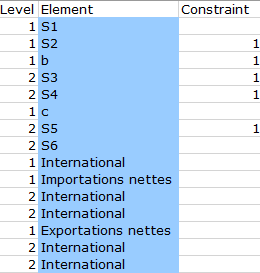 Level Element Constraint
1 S1
1 S2 1
1 b 1
2 S3 1
2 S4 1
1 c
2 S5 1
2 S6
1 International
1 Importations nettes
2 International
2 International
1 Exportations nettes
2 International
2 International